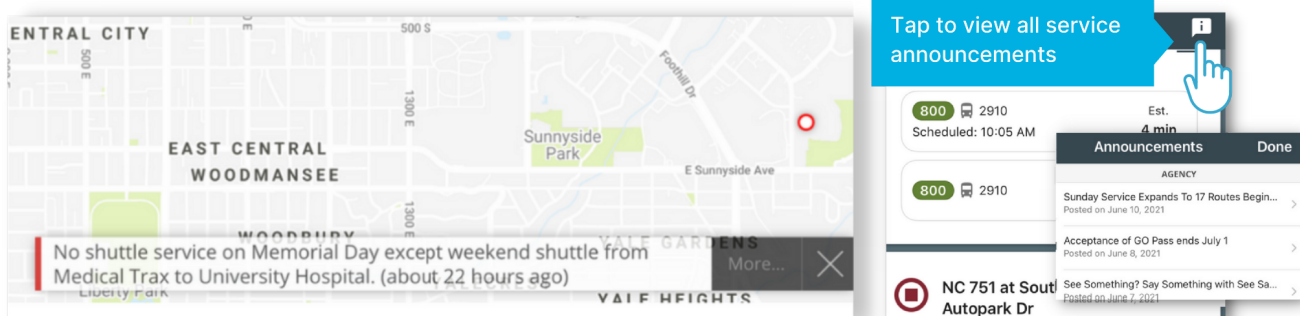 ENTRAL CITY
500 S
500 E
1300 E
Foothill Dr
Sunnyside
Park
EAST CENTRAL
WOODMANSEE
E Sunnyside Ave
1300 E
WOODBURY
YALE GARDENS
No shuttle service on Memorial Day except weekend shuttle from
Medical Trax to University Hospital. (about 22 hours ago)
More...
Liberty Park
YALE HEIGHTS
Tap to view all service
announcements
800 2910
Est.
Scheduled: 10:05 AM
4 min
800 2910
NC 751 at Sout
Autopark Dr
Announcements
Done
AGENCY
Sunday Service Expands To 17 Routes Begin...
Posted on June 10, 2021
Acceptance of GO Pass ends July 1
Posted on June 8, 2021
See Something? Say Something with See Sa...
Posted on June 7, 2021